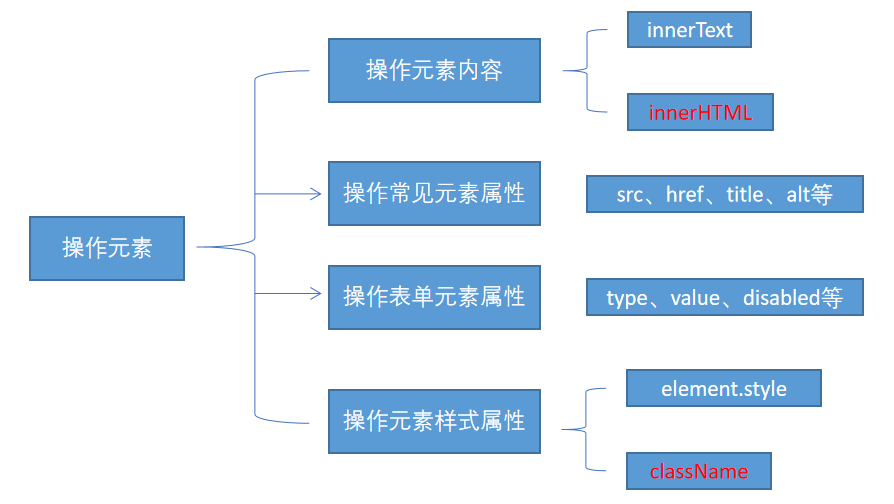 操作元素
操作元素内容
innerText
innerHTML
操作常见元素属性
src、href、title、alt等
操作表单元素属性
type、value、disabled等
操作元素样式属性
element.style
className